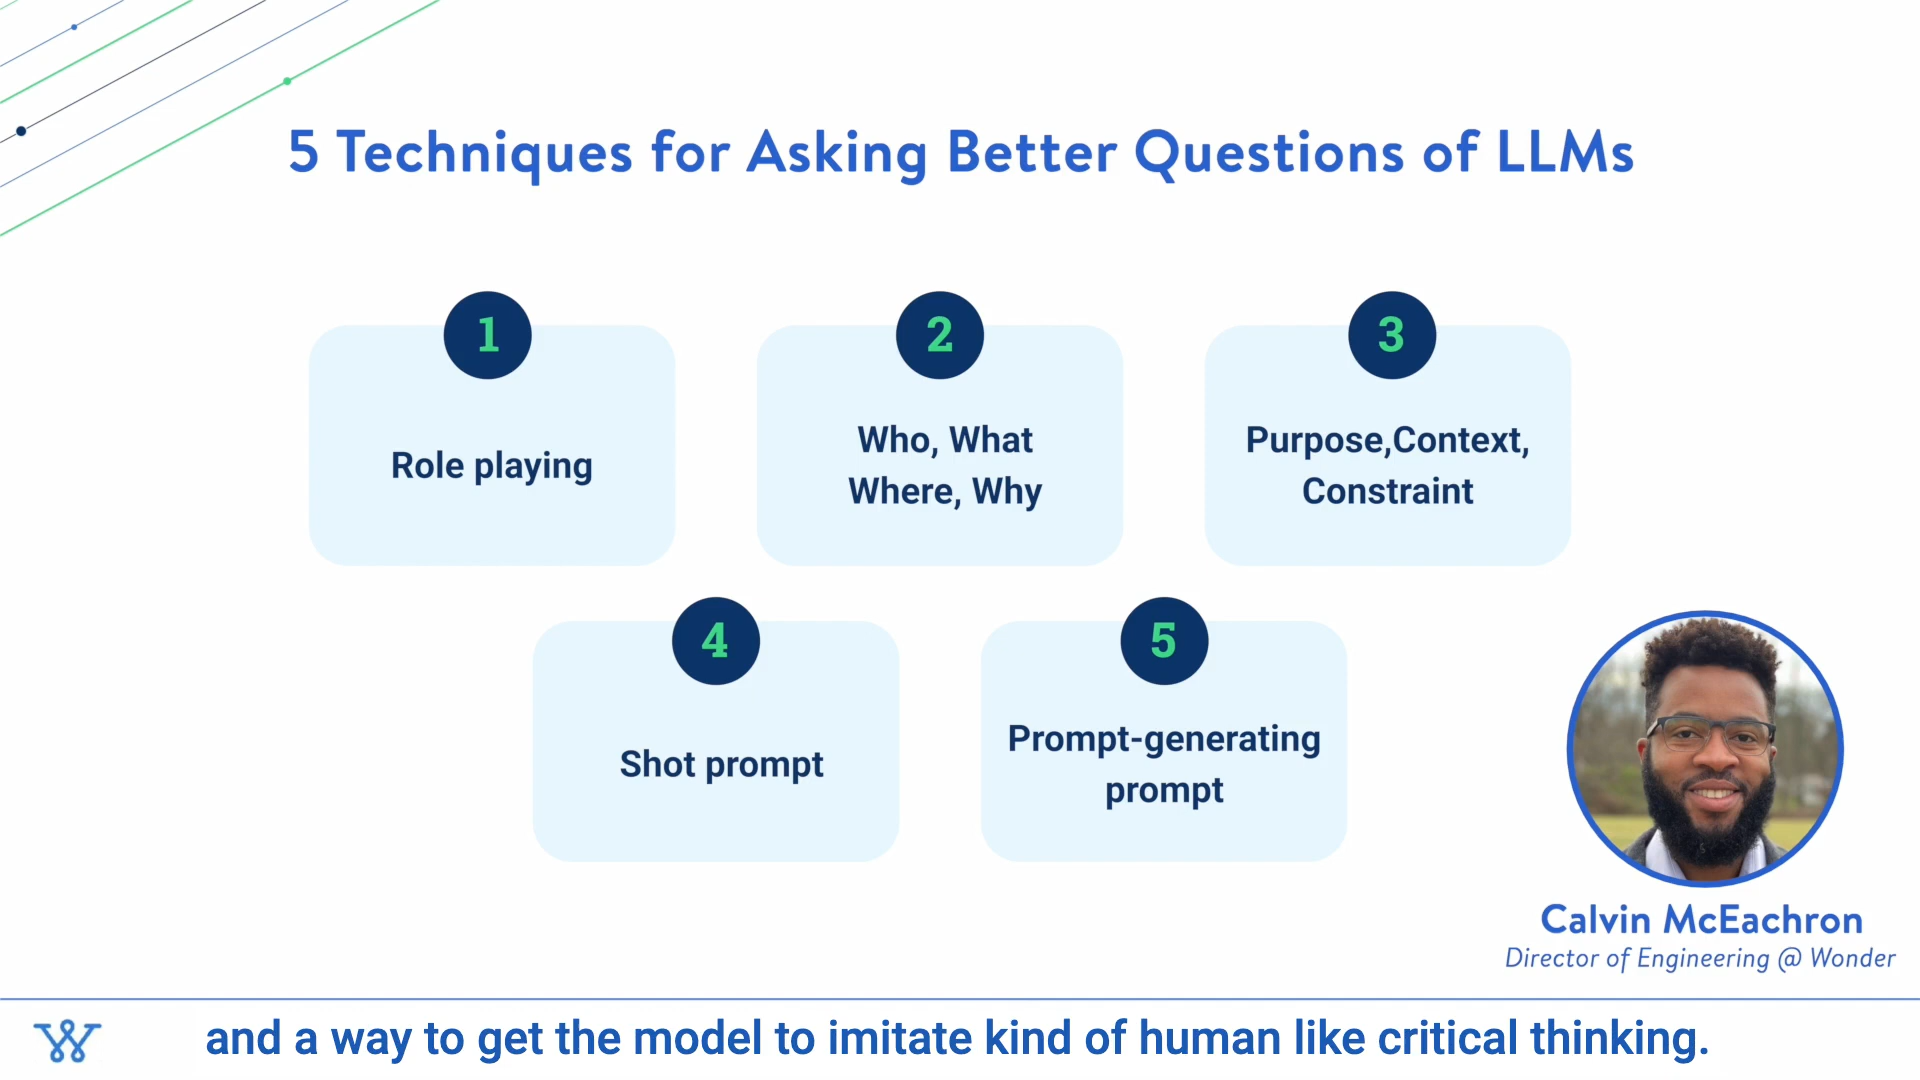 5 Techniques for Asking Better Questions of LLMs
1
Role playing
2
Who, What
Where, Why
3
Purpose,Context,
Constraint
4
Shot prompt
5
Prompt-generating
prompt
Calvin McEachron
Director of Engineering @ Wonder
and a way to get the model to imitate kind of human like critical thinking.